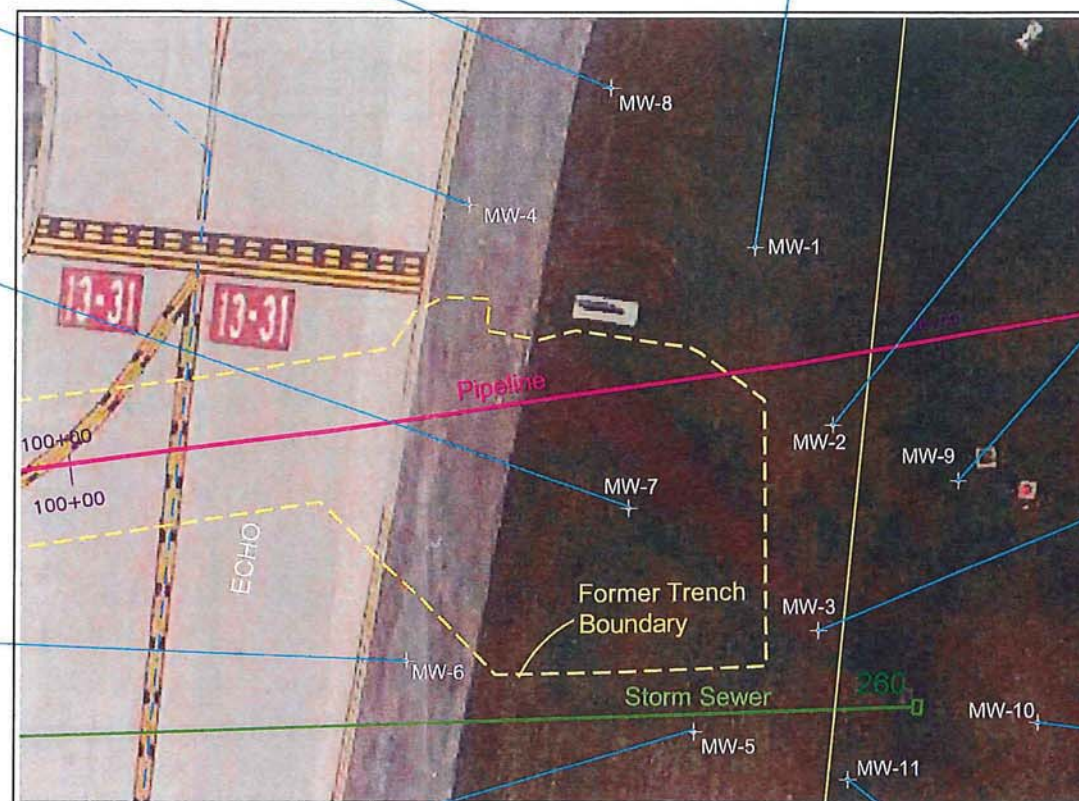 MW-8
MW-4
MW-1
13-31
13-31
Pipeline
100+00
100+00
MW-2
MW-9
MW-7
ECHO
Former Trench
Boundary
MW-3
MW-6
Storm Sewer
260
MW-10
MW-5
MW-11